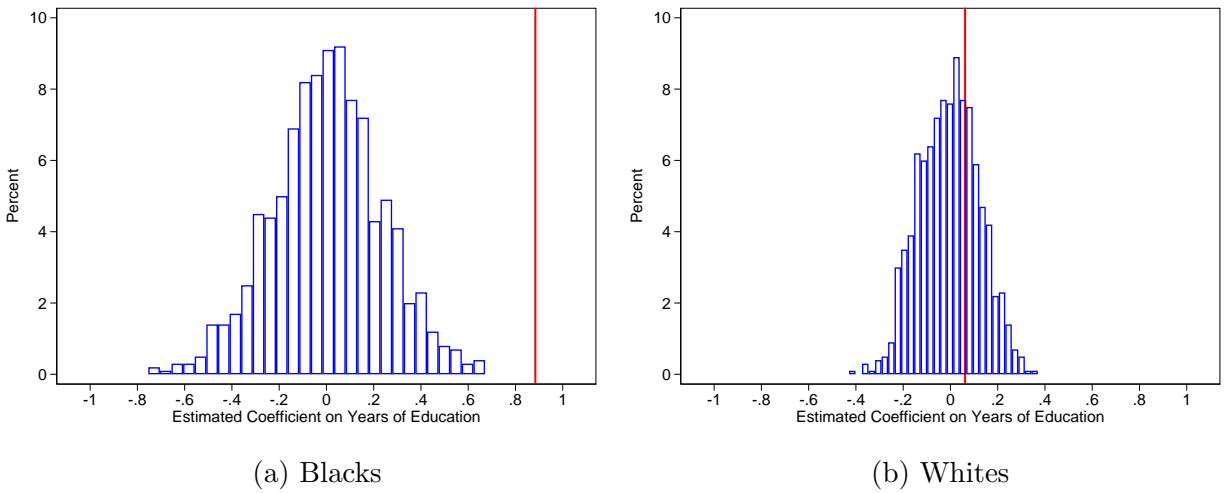 10
8
6
4
2
0
Percent
-1 -.8 -.6 -.4 -.2 0 .2 .4 .6 .8 1
Estimated Coefficient on Years of Education
(a) Blacks
10
8
6
4
2
0
Percent
-1 -.8 -.6 -.4 -.2 0 .2 .4 .6 .8 1
Estimated Coefficient on Years of Education
(b) Whites